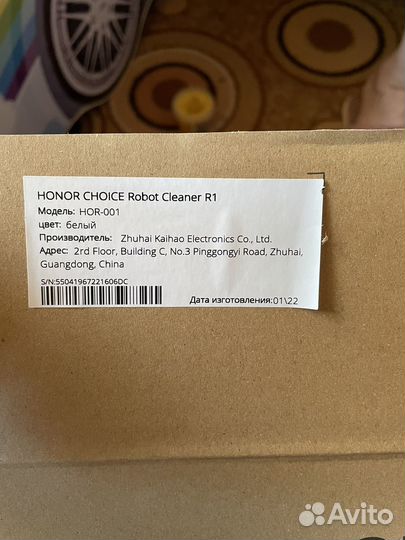 HONOR CHOICE Robot Cleaner R1
Модель: HOR-001
цвет: белый
Производитель: Zhuhai Kaihao Electronics Co., Ltd.
Адрес: 2rd Floor, Building C, No.3 Pinggongyi Road, Zhuhai,
Guangdong, China
S/N:55041967221606DC
Дата изготовления:01\22
Avito